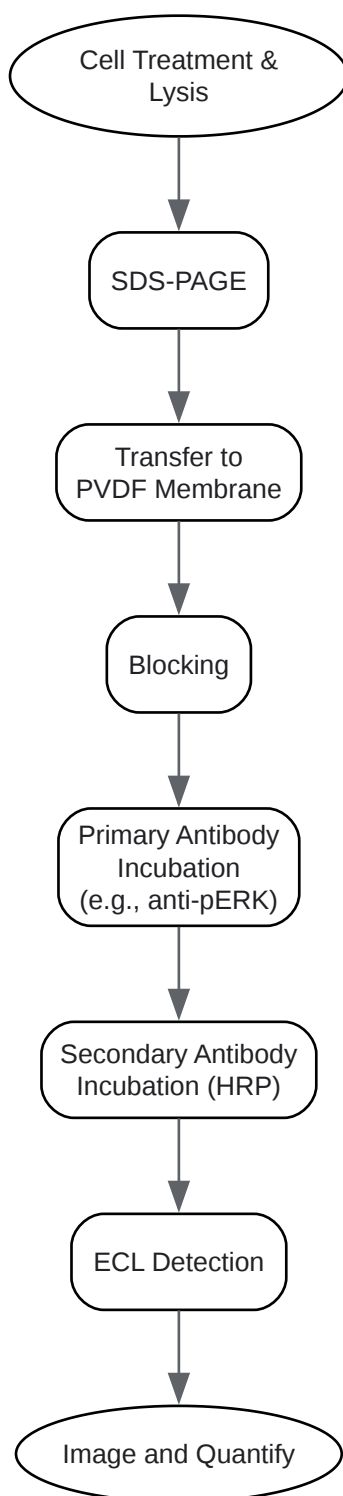 Cell Treatment &
Lysis
SDS-PAGE
Transfer to
PVDF Membrane
Blocking
Primary Antibody
Incubation
(e.g., anti-pERK)
Secondary Antibody
Incubation (HRP)
ECL Detection
Image and Quantify